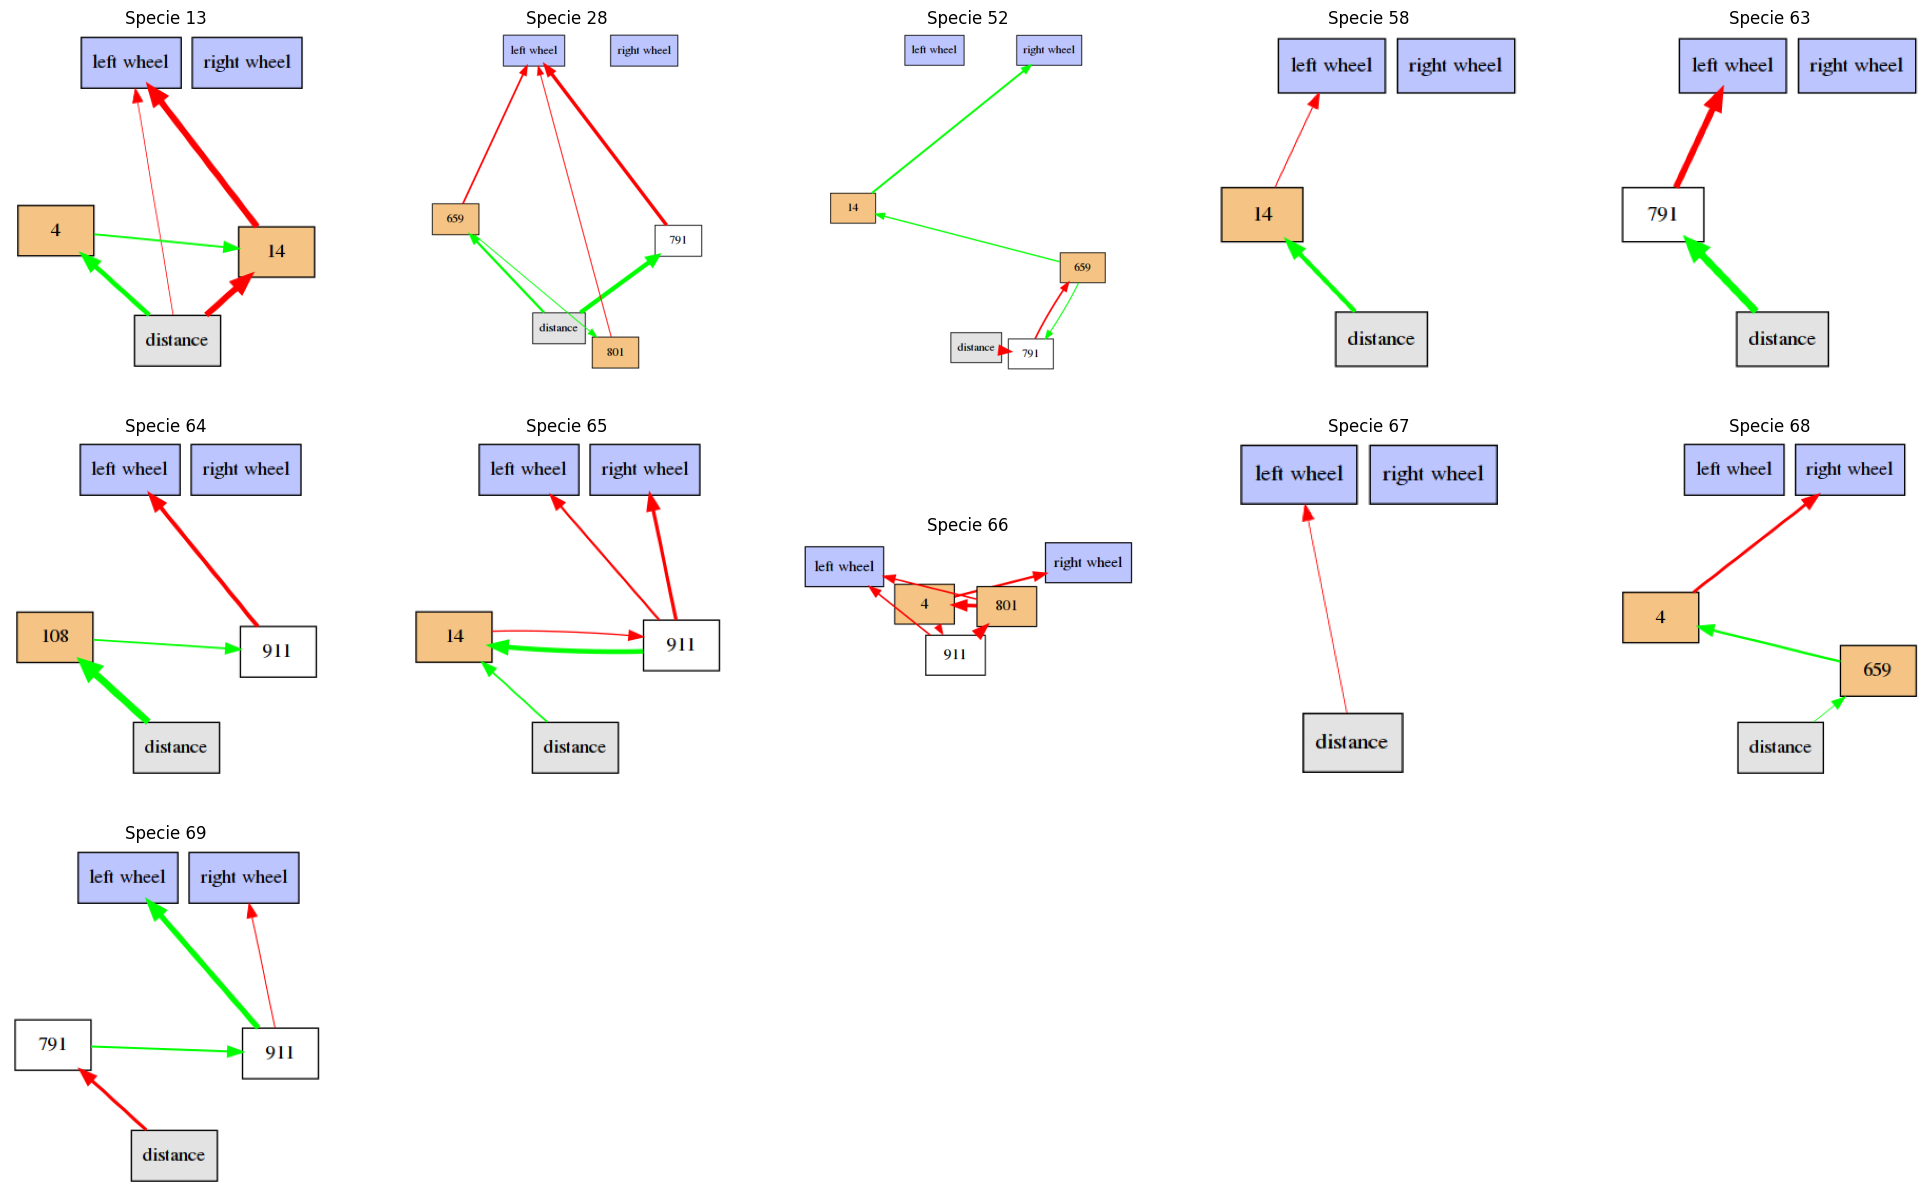 Specie 13
left wheel
right wheel
4
14
distance
Specie 28
left wheel
right wheel
659
791
distance
801
Specie 52
left wheel
right wheel
14
659
distance
791
Specie 58
left wheel
right wheel
14
distance
Specie 63
left wheel
right wheel
791
distance
Specie 64
left wheel
right wheel
108
911
distance
Specie 65
left wheel
right wheel
14
911
distance
Specie 66
left wheel
right wheel
4
801
911
Specie 67
left wheel
right wheel
distance
Specie 68
left wheel
right wheel
4
659
distance
Specie 69
left wheel
right wheel
791
911
distance